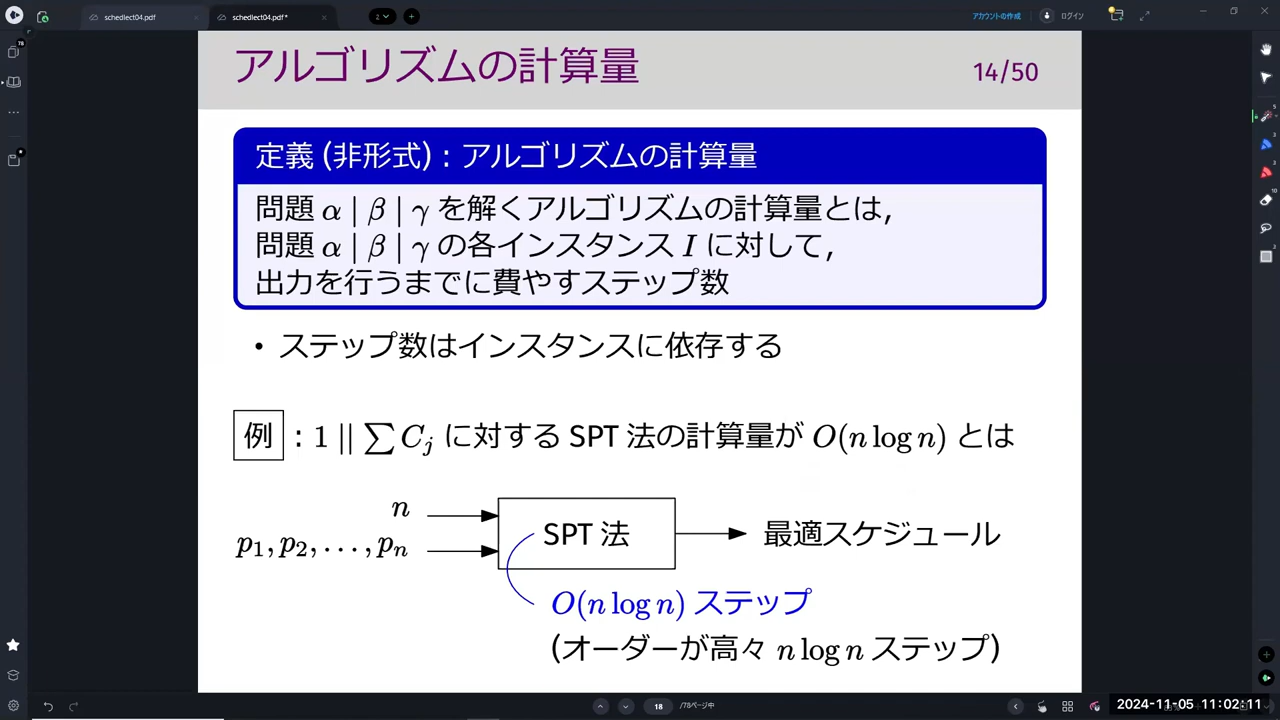 schedlect04.pdf
schedlect04.pdf*
2
アカウントの作成
ログイン
アルゴリズムの計算量
14/50
定義 (非形式) : アルゴリズムの計算量
問題 α | β | γ を解くアルゴリズムの計算量とは,
問題 α | β | γ の各インスタンス I に対して,
出力を行うまでに費やすステップ数
• ステップ数はインスタンスに依存する
例 : 1 || ∑ Cj に対する SPT 法の計算量が O(n log n) とは
n
p1, p2, . . . , pn
SPT 法
最適スケジュール
O(n log n) ステップ
(オーダーが高々 n log n ステップ)
18
/78ページ中
2024-11-05 11:02:11